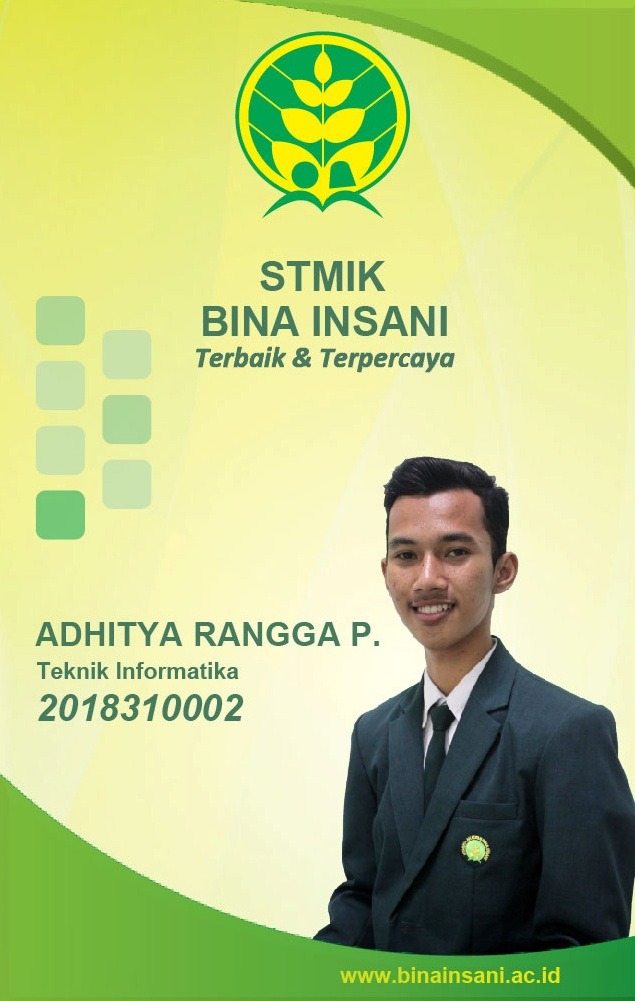 STMIK
BINA INSANI
Terbaik & Terpercaya
ADHITYA RANGGA P.
Teknik Informatika
2018310002
www.binainsani.ac.id